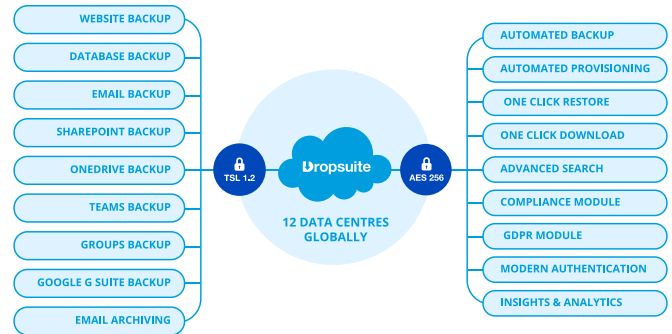 WEBSITE BACKUP
DATABASE BACKUP
EMAIL BACKUP
SHAREPOINT BACKUP
ONEDRIVE BACKUP
TEAMS BACKUP
GROUPS BACKUP
GOOGLE G SUITE BACKUP
EMAIL ARCHIVING
TSL 1.2
Dropsuite
12 DATA CENTRES
GLOBALLY
AES 256
AUTOMATED BACKUP
AUTOMATED PROVISIONING
ONE CLICK RESTORE
ONE CLICK DOWNLOAD
ADVANCED SEARCH
COMPLIANCE MODULE
GDPR MODULE
MODERN AUTHENTICATION
INSIGHTS & ANALYTICS